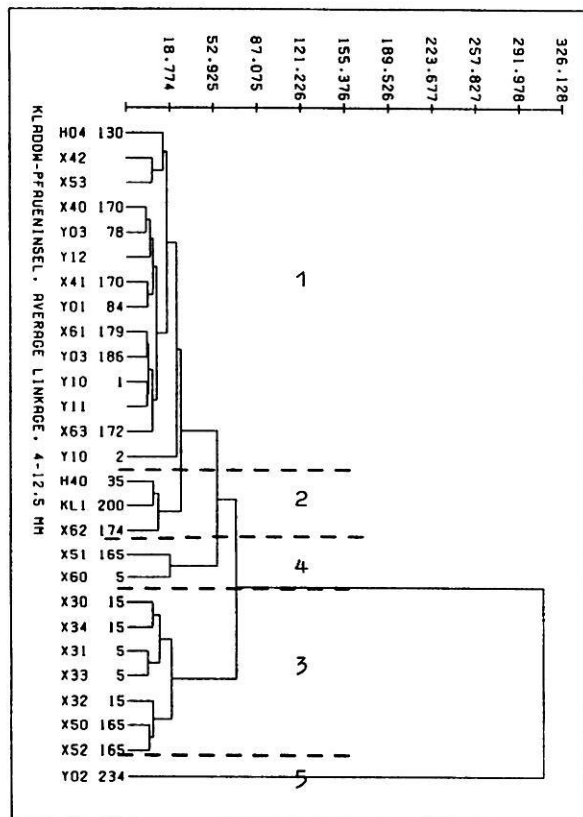 18.774
52.925
87.075
121.226
155.376
189.526
223.677
257.827
291.978
326.128
KLADOW-PFAUENINSEL, AVERAGE LINKAGE, 4-12,5 MM
H04 130
X42
X53
X40 170
Y03 78
Y12
X41 170
Y01 84
X61 179
Y03 186
Y10 1
Y11
X63 172
Y10 2
H40 35
KL1 200
X62 174
X51 165
X60 5
X30 15
X34 15
X31 5
X33 5
X32 15
X50 165
X52 165
Y02 234
1
2
4
3
5